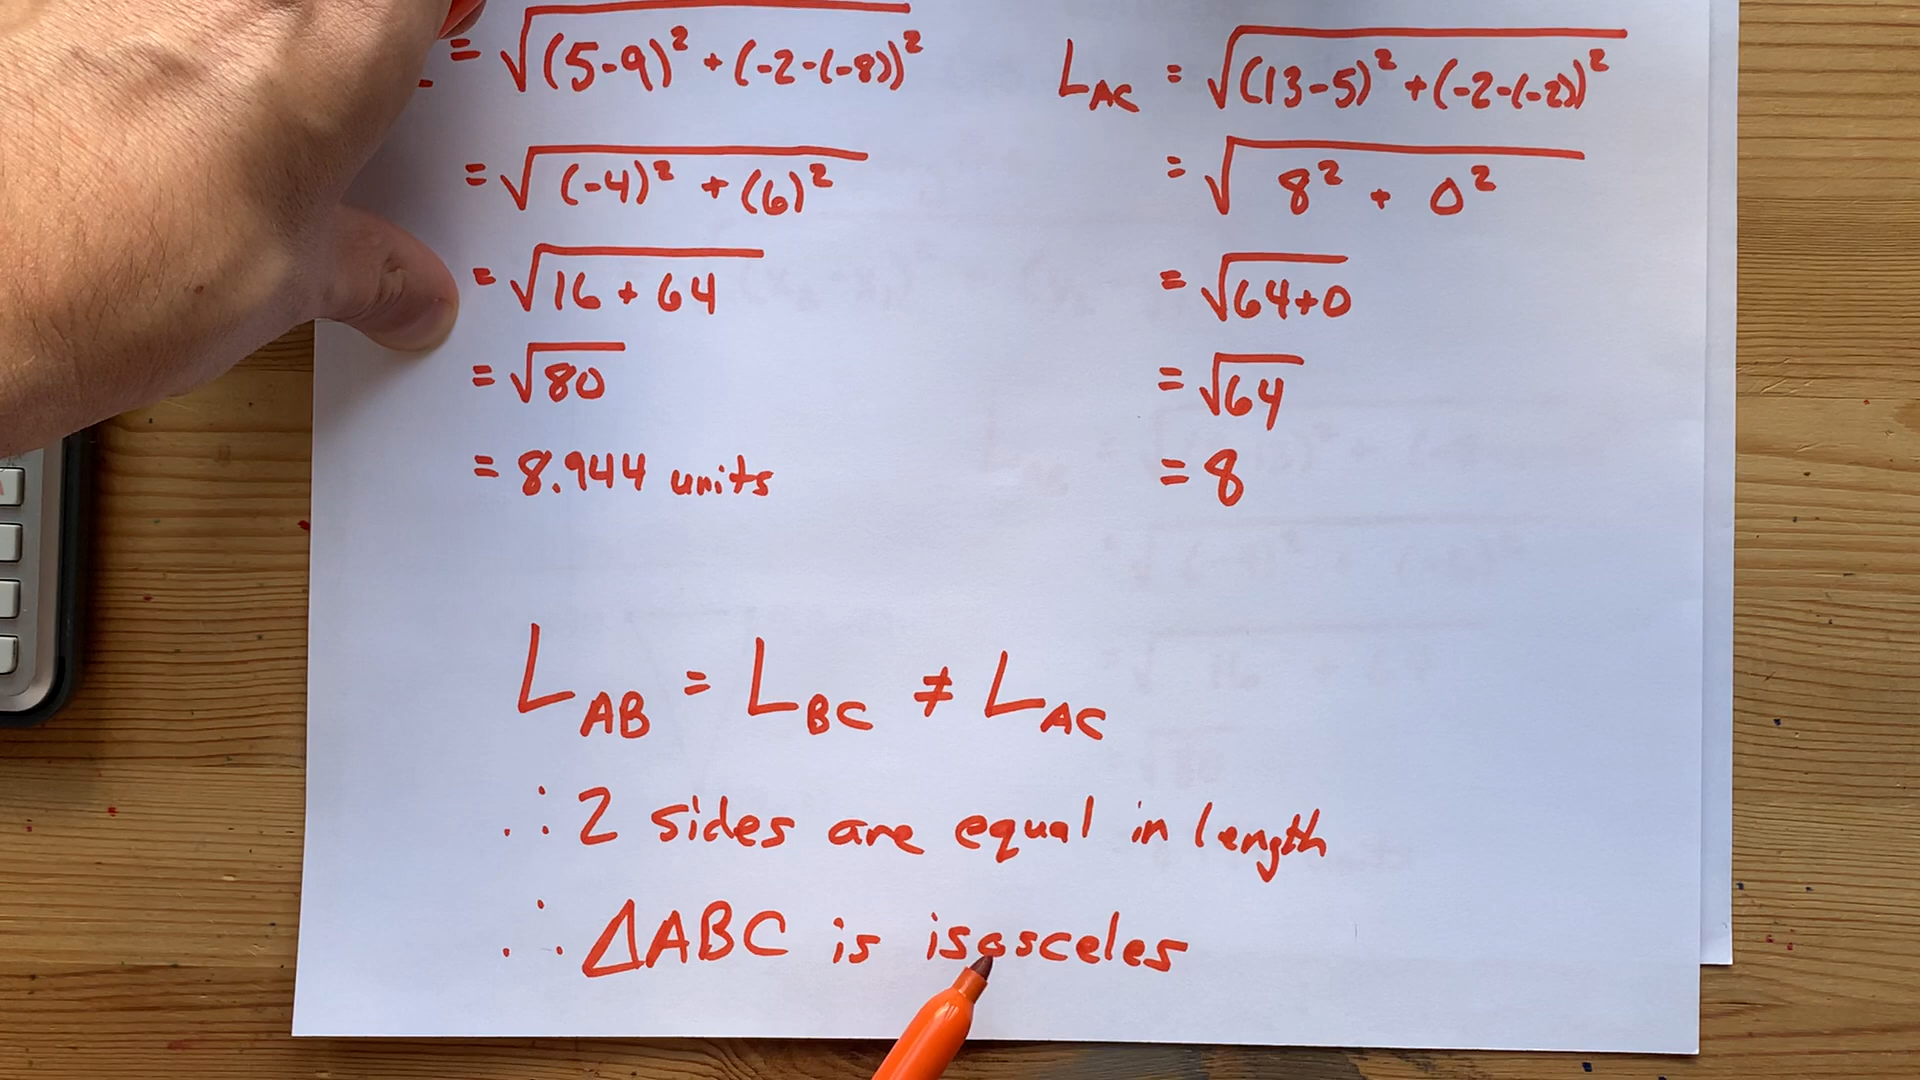 = √(5-9)² + (-2-(-8))²
= √(-4)² + (6)²
= √16 + 64
= √80
= 8.944 units
L_AC = √(13-5)² + (-2-(-2))²
= √8² + 0²
= √64+0
= √64
= 8
L_AB = L_BC ≠ L_AC
∴ 2 sides are equal in length
∴ ΔABC is isosceles